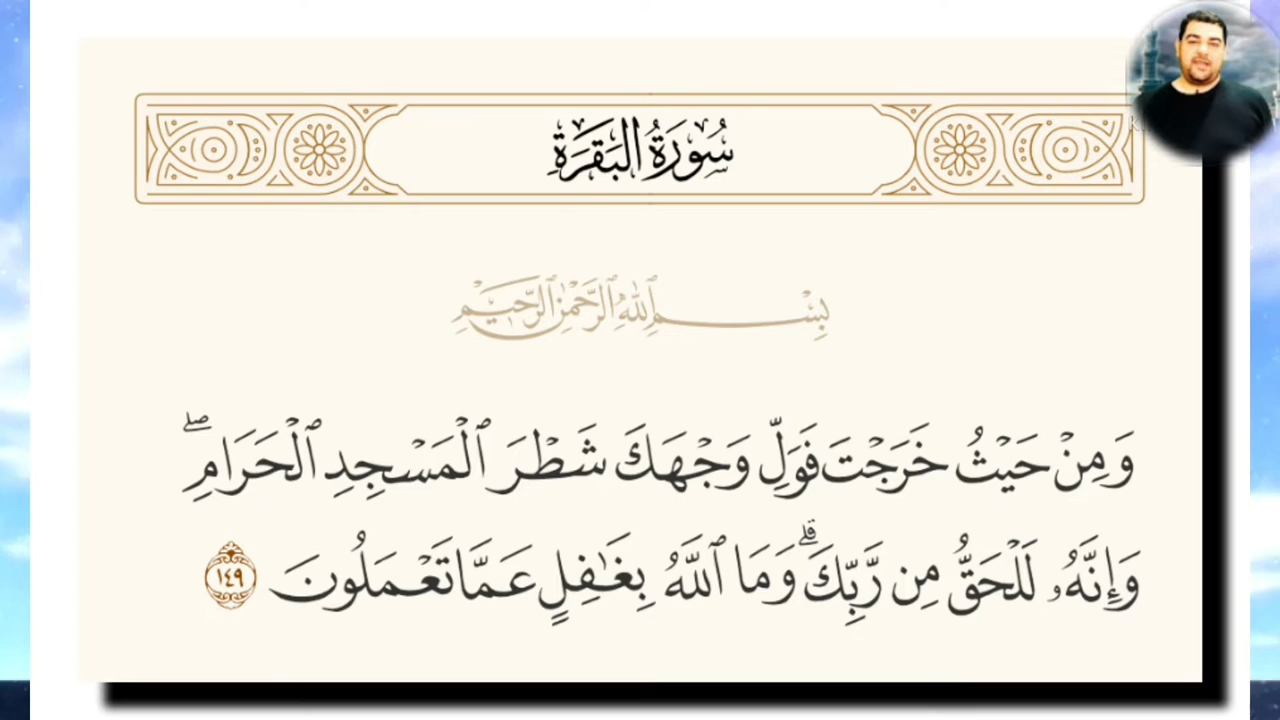 سُورَةُ البَقَرَةِ
بِسْمِ ٱللَّهِ ٱلرَّحْمَٰنِ ٱلرَّحِيمِ
وَمِنْ حَيْثُ خَرَجْتَ فَوَلِّ وَجْهَكَ شَطْرَ ٱلْمَسْجِدِ ٱلْحَرَامِ ۖ
وَإِنَّهُۥ لَلْحَقُّ مِن رَّبِّكَ ۗ وَمَا ٱللَّهُ بِغَٰفِلٍ عَمَّا تَعْمَلُونَ ١٤٩